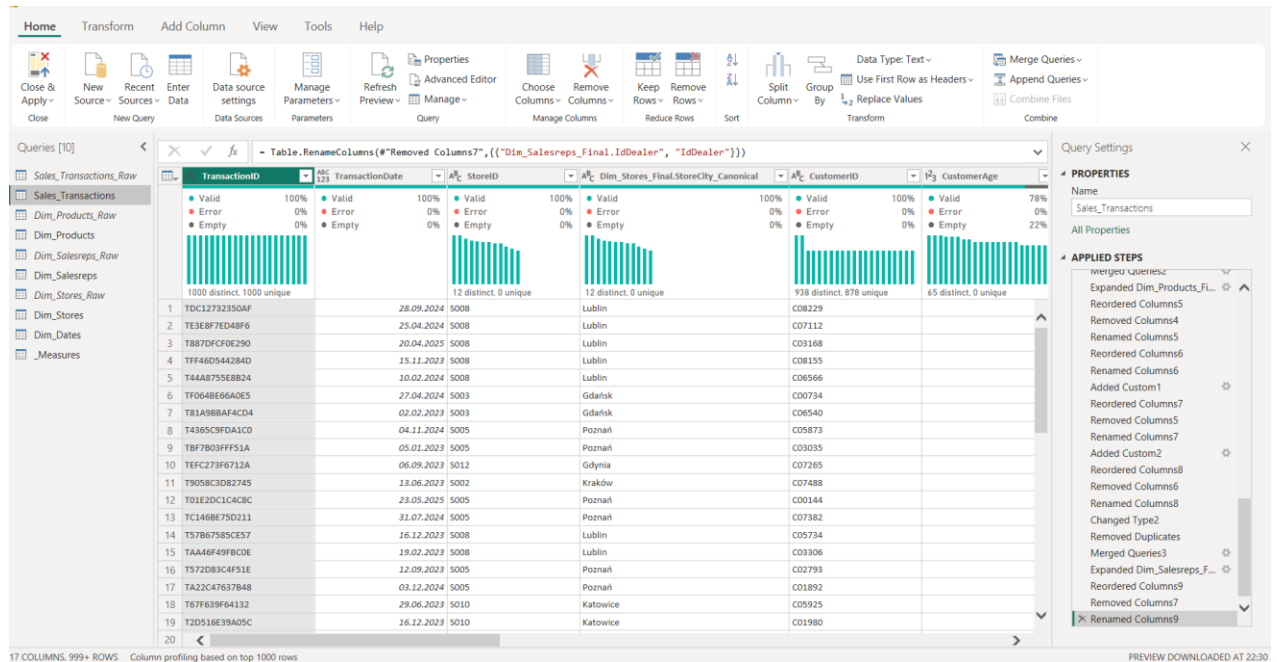 Home Transform Add Column View Tools Help
Close & Apply New Source Recent Sources Enter Data Data source settings Manage Parameters Refresh Preview Properties Advanced Editor Manage Choose Columns Remove Columns Keep Rows Remove Rows Split Column Group By Data Type: Text Use First Row as Headers Replace Values Merge Queries Append Queries Combine Files
Close New Query Data Sources Parameters Query Manage Columns Reduce Rows Sort Transform Combine
Queries [10]
Sales_Transactions_Raw
Sales_Transactions
Dim_Products_Raw
Dim_Products
Dim_Salesreps_Raw
Dim_Salesreps
Dim_Stores_Raw
Dim_Stores
Dim_Dates
_Measures
fx = Table.RenameColumns(#"Removed Columns7",{{"Dim_Salesreps_Final.IdDealer", "IdDealer"}})
TransactionID ABC 123 TransactionDate ABC StoreID ABC Dim_Stores_Final.StoreCity_Canonical ABC CustomerID 123 CustomerAge
Valid 100% Valid 100% Valid 100% Valid 100% Valid 100% Valid 78%
Error 0% Error 0% Error 0% Error 0% Error 0% Error 0%
Empty 0% Empty 0% Empty 0% Empty 0% Empty 0% Empty 22%
1000 distinct, 1000 unique 12 distinct, 0 unique 12 distinct, 0 unique 938 distinct, 878 unique 65 distinct, 0 unique
1 TDC12732350AF 28.09.2024 S008 Lublin C08229
2 TE3E8F7ED48F6 25.04.2024 S008 Lublin C07112
3 T887DFCF0E290 20.04.2025 S008 Lublin C03168
4 TFF46D544284D 15.11.2023 S008 Lublin C08155
5 T44A8755E8B24 10.02.2024 S008 Lublin C06566
6 TF064BE66A0E5 27.04.2024 S003 Gdańsk C00734
7 T81A9BBAF4CD4 02.02.2023 S003 Gdańsk C06540
8 T4365C9FDA1C0 04.11.2024 S005 Poznań C05873
9 TBF7B03FFF51A 05.01.2023 S005 Poznań C03035
10 TEFC273F6712A 06.09.2023 S012 Gdynia C07265
11 T9058C3D82745 13.06.2023 S002 Kraków C07488
12 T01E2DC1C4C8C 23.05.2025 S005 Poznań C00144
13 TC146BE75D211 31.07.2024 S005 Poznań C07382
14 T57B67585CE57 16.12.2023 S008 Lublin C05734
15 TAA46F49FBC0E 19.02.2023 S008 Lublin C03306
16 T572D83C4F51E 12.09.2023 S005 Poznań C02793
17 TA22C47637B48 03.12.2024 S005 Poznań C01892
18 T67F639F64132 29.06.2023 S010 Katowice C05925
19 T2D516E39A05C 16.12.2023 S010 Katowice C01980
20
Query Settings
PROPERTIES
Name
Sales_Transactions
All Properties
APPLIED STEPS
Merged Queries2
Expanded Dim_Products_Fi...
Reordered Columns5
Removed Columns4
Renamed Columns5
Reordered Columns6
Renamed Columns6
Added Custom1
Reordered Columns7
Removed Columns5
Renamed Columns7
Added Custom2
Reordered Columns8
Removed Columns6
Renamed Columns8
Changed Type2
Removed Duplicates
Merged Queries3
Expanded Dim_Salesreps_F...
Reordered Columns9
Removed Columns7
Renamed Columns9
17 COLUMNS, 999+ ROWS Column profiling based on top 1000 rows PREVIEW DOWNLOADED AT 22:30